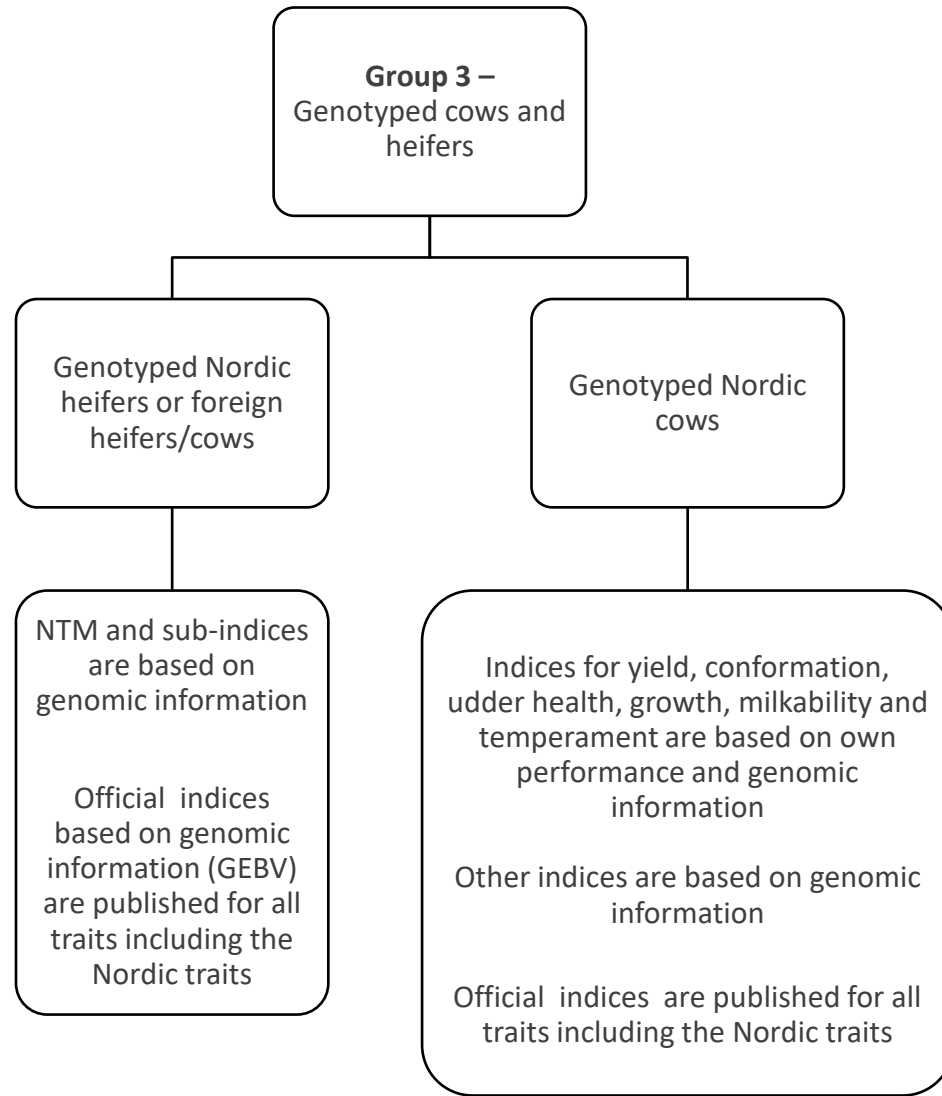 Group 3 –
Genotyped cows and
heifers
Genotyped Nordic
heifers or foreign
heifers/cows
Genotyped Nordic
cows
NTM and sub-indices
are based on
genomic information
Official indices
based on genomic
information (GEBV)
are published for all
traits including the
Nordic traits
Indices for yield, conformation,
udder health, growth, milkability and
temperament are based on own
performance and genomic
information
Other indices are based on genomic
information
Official indices are published for all
traits including the Nordic traits